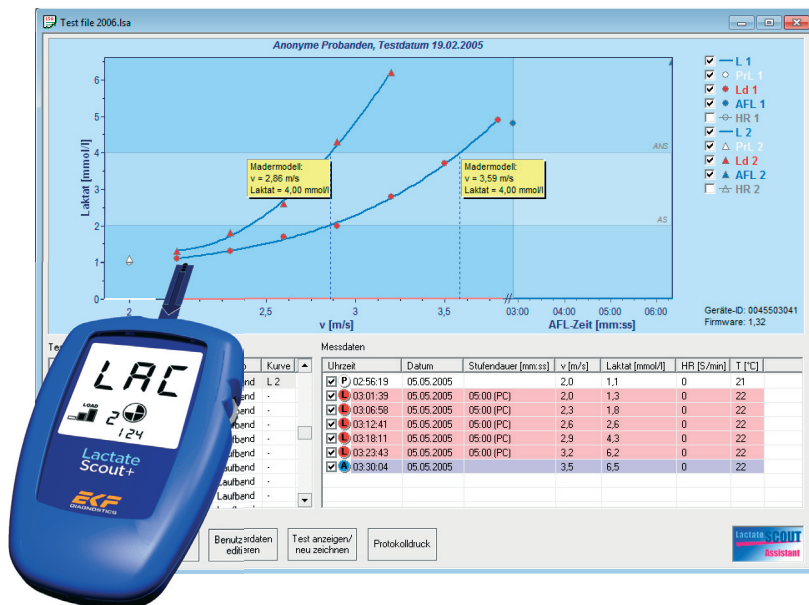 Test file 2006.lsa
Anonyme Probanden, Testdatum 19.02.2005
Laktat [mmol/l]
6
5
4
3
2
1
0
Madermodell:
v = 2,86 m/s
Laktat = 4,00 mmol/l
Madermodell:
v = 3,59 m/s
Laktat = 4,00 mmol/l
ANS
AS
2
2,5
3
3,5
03:00
04:00
05:00
06:00
v [m/s]
AFL-Zeit [mm:ss]
L 1
PrL 1
Ld 1
AFL 1
HR 1
L 2
PrL 2
Ld 2
AFL 2
HR 2
Geräte-ID: 0045503041
Firmware: 1,32
Messdaten
Kurve
L 2
Laufband -
Laufband -
Uhrzeit Datum Stufendauer [mm:ss] v [m/s] Laktat [mmol/l] HR [S/min] T [°C]
P 02:56:19 05.05.2005 2,0 1,1 0 21
L 03:01:39 05.05.2005 05:00 (PC) 2,0 1,3 0 22
L 03:06:58 05.05.2005 05:00 (PC) 2,3 1,8 0 22
L 03:12:41 05.05.2005 05:00 (PC) 2,6 2,6 0 22
L 03:18:11 05.05.2005 05:00 (PC) 2,9 4,3 0 22
L 03:23:43 05.05.2005 05:00 (PC) 3,2 6,2 0 22
A 03:30:04 05.05.2005 3,5 6,5 0 22
Benutzerdaten
editieren
Test anzeigen/
neu zeichnen
Protokolldruck
Lactate SCOUT
Assistant
LAC
LOAD
2
124
Lactate
Scout+
EKF
DIAGNOSTICS